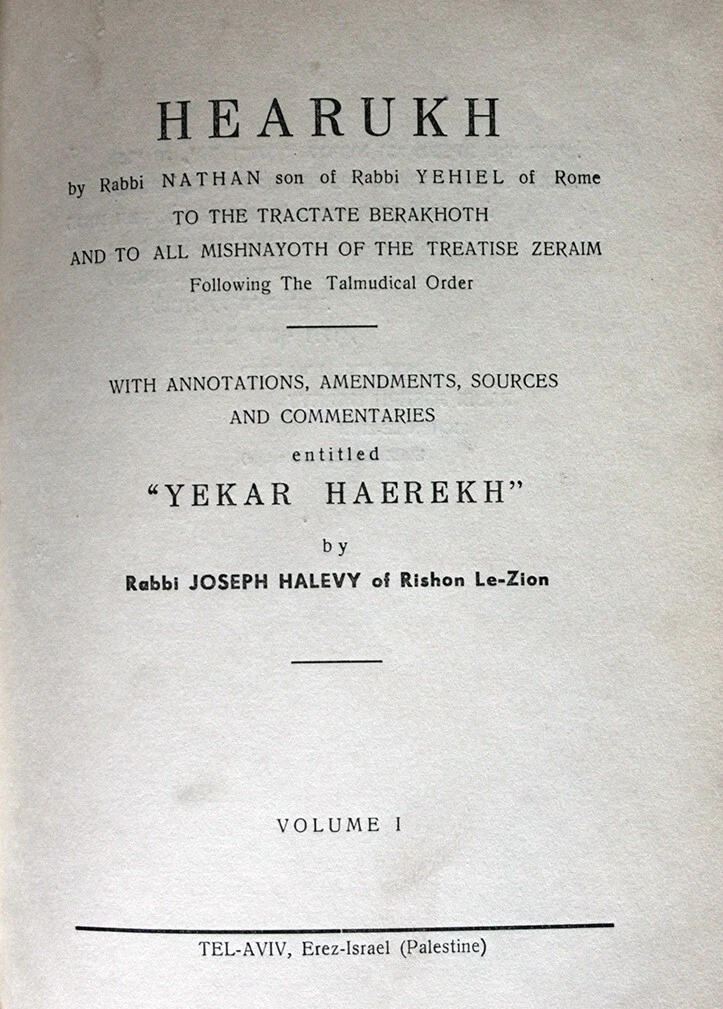 HEARUKH
by Rabbi NATHAN son of Rabbi YEHIEL of Rome
TO THE TRACTATE BERAKHOTH
AND TO ALL MISHNAYOTH OF THE TREATISE ZERAIM
Following The Talmudical Order
WITH ANNOTATIONS, AMENDMENTS, SOURCES
AND COMMENTARIES
entitled
“YEKAR HAEREKH”
by
Rabbi JOSEPH HALEVY of Rishon Le-Zion
VOLUME I
TEL-AVIV, Erez-Israel (Palestine)